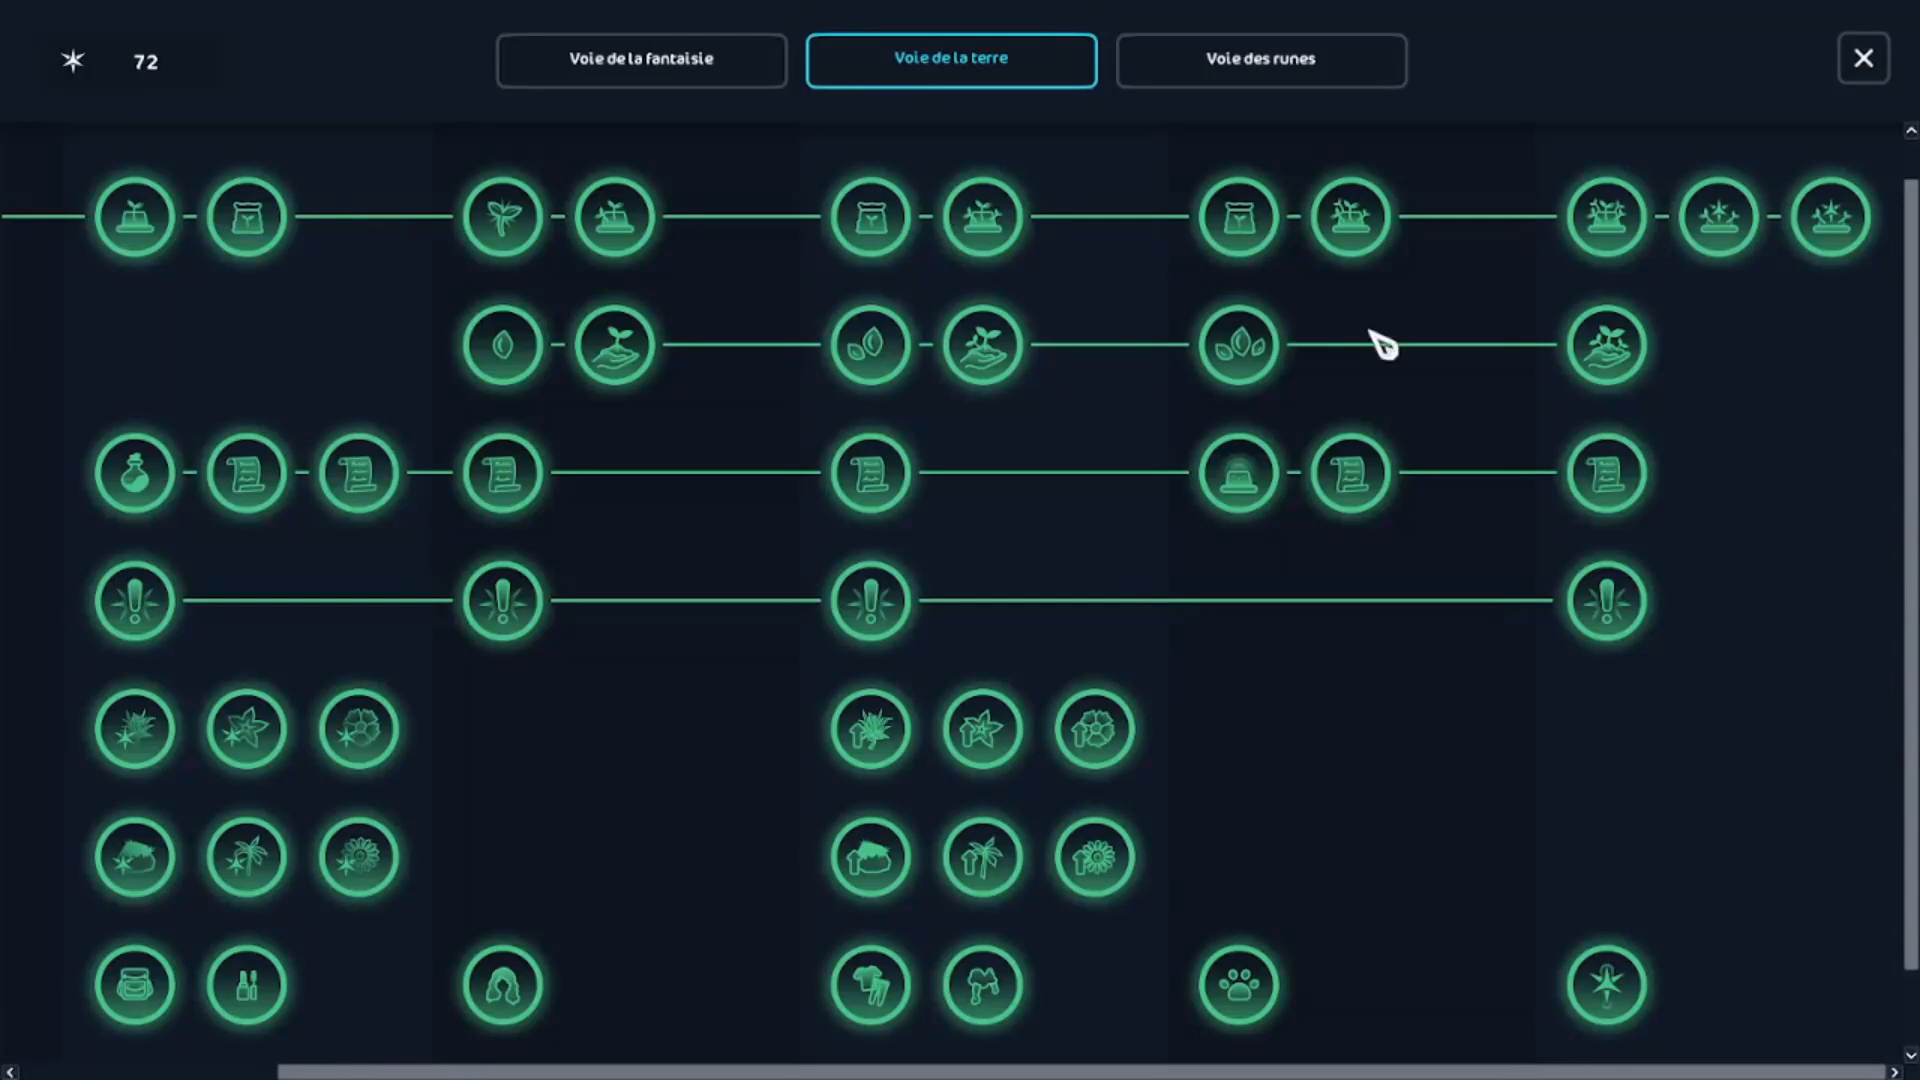 72
Voie de la fantaisie
Voie de la terre
Voie des runes